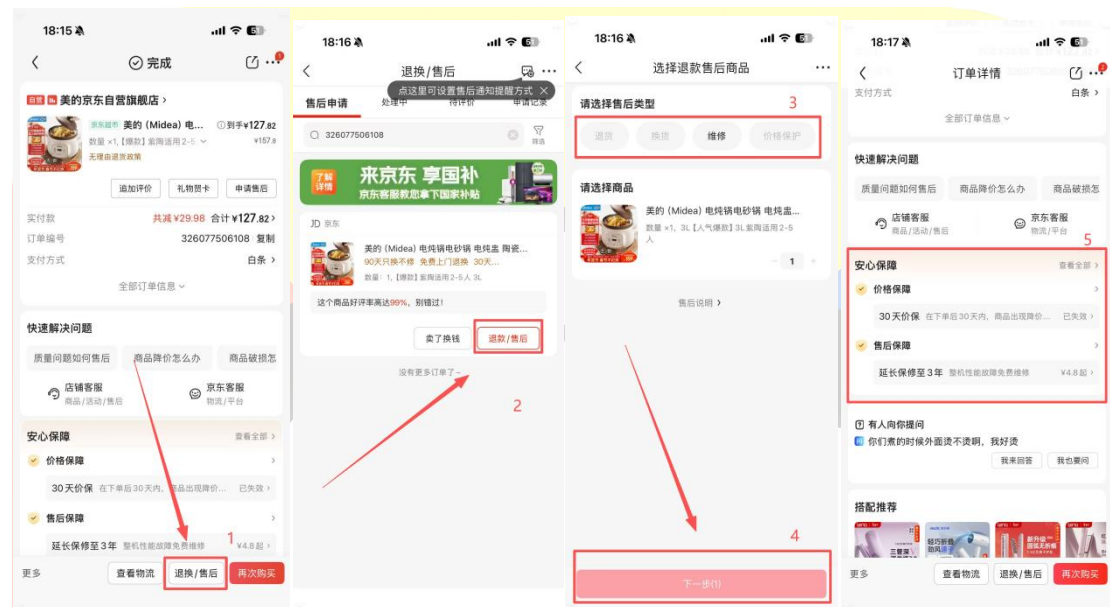 18:15
完成
自营 美的京东自营旗舰店 >
京东超市 美的 (Midea) 电... 到手¥127.82
数量 ×1,【爆款】紫陶适用2-5 ¥157.8
无理由退货政策
追加评价 礼物贺卡 申请售后
实付款 共减¥29.98 合计¥127.82 >
订单编号 326077506108 复制
支付方式 白条 >
全部订单信息
快速解决问题
质量问题如何售后 商品降价怎么办 商品破损怎
店铺客服 京东客服
商品/活动/售后 物流/平台
安心保障 查看全部 >
价格保障 >
30天价保 在下单后30天内，商品出现降价... 已失效 >
售后保障 >
延长保修至3年 整机性能故障免费维修 ¥4.8起 >
1
更多 查看物流 退换/售后 再次购买
18:16
退换/售后
点这里可设置售后通知提醒方式 ×
售后申请 处理中 待评价 申请记录
326077506108 筛选
了解详情 来京东 享国补
京东客服教您拿下国家补贴
JD 京东
美的 (Midea) 电炖锅电砂锅 电炖盅 陶瓷...
90天只换不修 免费上门退换 30天...
数量：1,【爆款】紫陶适用2-5人 3L
这个商品好评率高达99%，别错过！
卖了换钱 退款/售后
没有更多订单了~
2
18:16
选择退款售后商品
请选择售后类型 3
退货 换货 维修 价格保护
请选择商品
美的 (Midea) 电炖锅电砂锅 电炖盅...
数量 ×1, 3L【人气爆款】3L紫陶适用2-5
人
- 1 +
售后说明 >
4
下一步(1)
18:17
订单详情
支付方式 白条 >
全部订单信息
快速解决问题
质量问题如何售后 商品降价怎么办 商品破损怎
店铺客服 京东客服
商品/活动/售后 物流/平台
5
安心保障 查看全部 >
价格保障 >
30天价保 在下单后30天内，商品出现降价... 已失效 >
售后保障 >
延长保修至3年 整机性能故障免费维修 ¥4.8起 >
有人向你提问
你们煮的时候外面烫不烫啊，我好烫
我来回答 我也要问
搭配推荐
更多 查看物流 退换/售后 再次购买